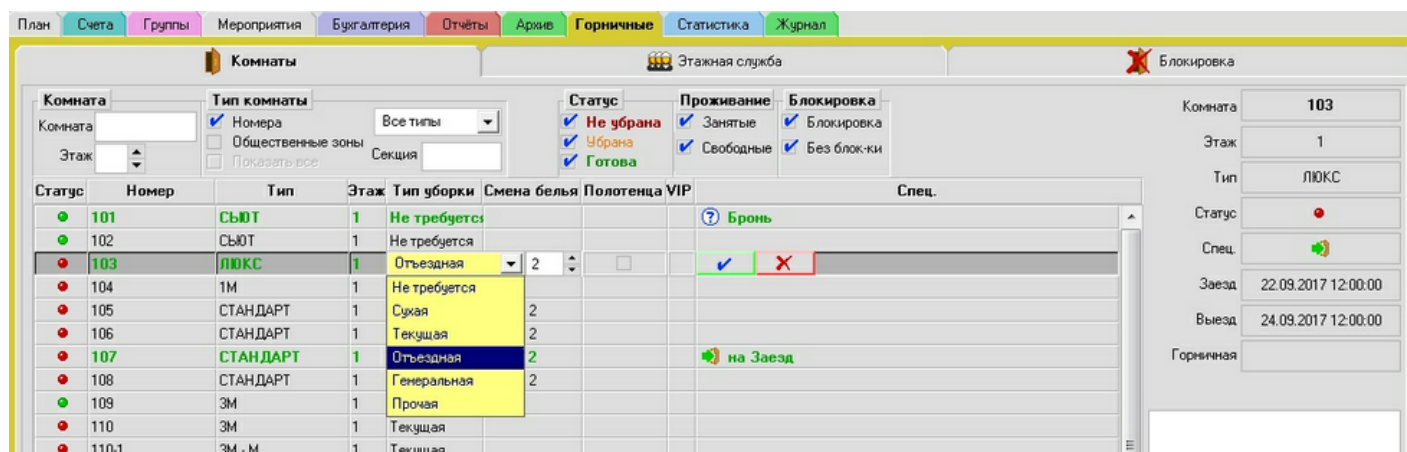 План Счета Группы Мероприятия Бухгалтерия Отчёты Архив Горничные Статистика Журнал
Комнаты Этажная служба Блокировка
Комната Тип комнаты Статус Проживание Блокировка Комната 103
Комната Номера Все типы Не убрана Занятые Блокировка
Общественные зоны Убрана Этаж 1
Этаж Показать все Секция Готова Свободные Без блок-ки
Тип ЛЮКС
Статус Номер Тип Этаж Тип уборки Смена белья Полотенца VIP Спец.
101 СЬЮТ 1 Не требуется ? Бронь Статус
102 СЬЮТ 1 Не требуется Спец.
103 ЛЮКС 1 Отъездная 2
104 1М 1 Не требуется Заезд 22.09.2017 12:00:00
105 СТАНДАРТ 1 Сухая 2
106 СТАНДАРТ 1 Текущая 2 Выезд 24.09.2017 12:00:00
107 СТАНДАРТ 1 Отъездная 2 на Заезд Горничная
108 СТАНДАРТ 1 Генеральная 2
109 3М 1 Прочая
110 3М 1 Текущая
110-1 3М - М 1 Текущая